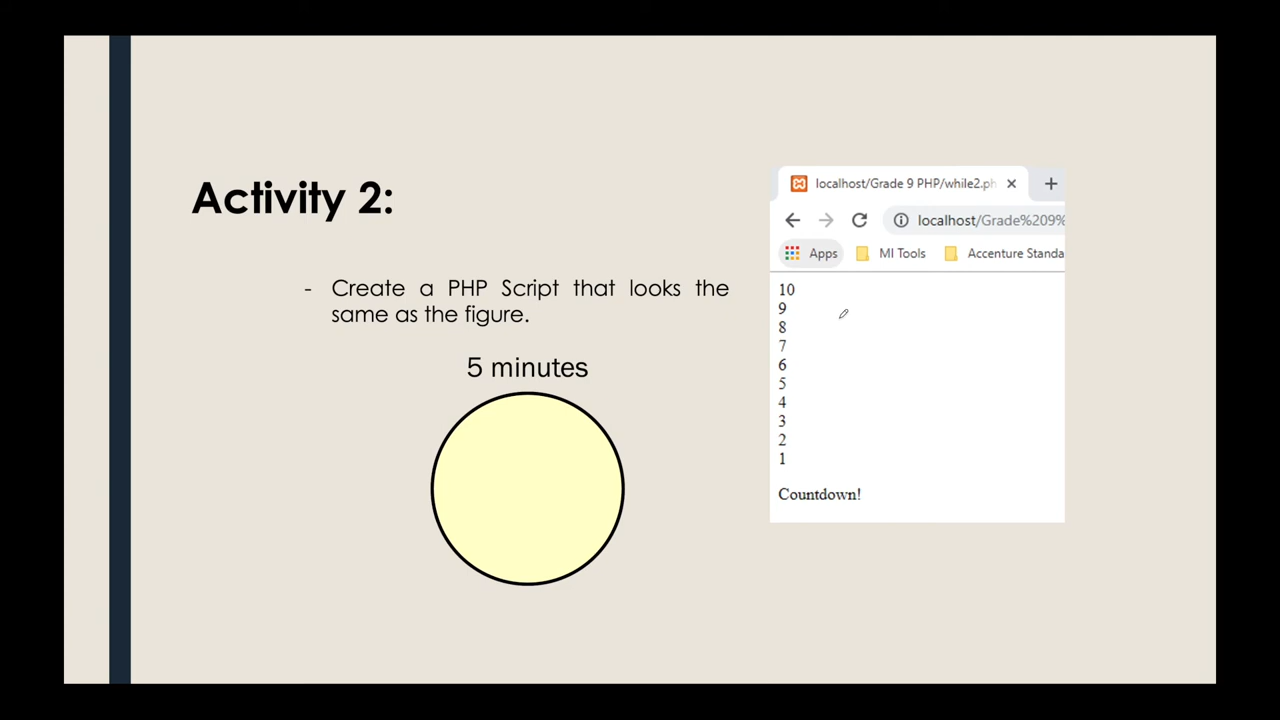 Activity 2:
- Create a PHP Script that looks the
same as the figure.
5 minutes
localhost/Grade 9 PHP/while2.ph
localhost/Grade%209%
Apps MI Tools Accenture Standa
10
9
8
7
6
5
4
3
2
1
Countdown!